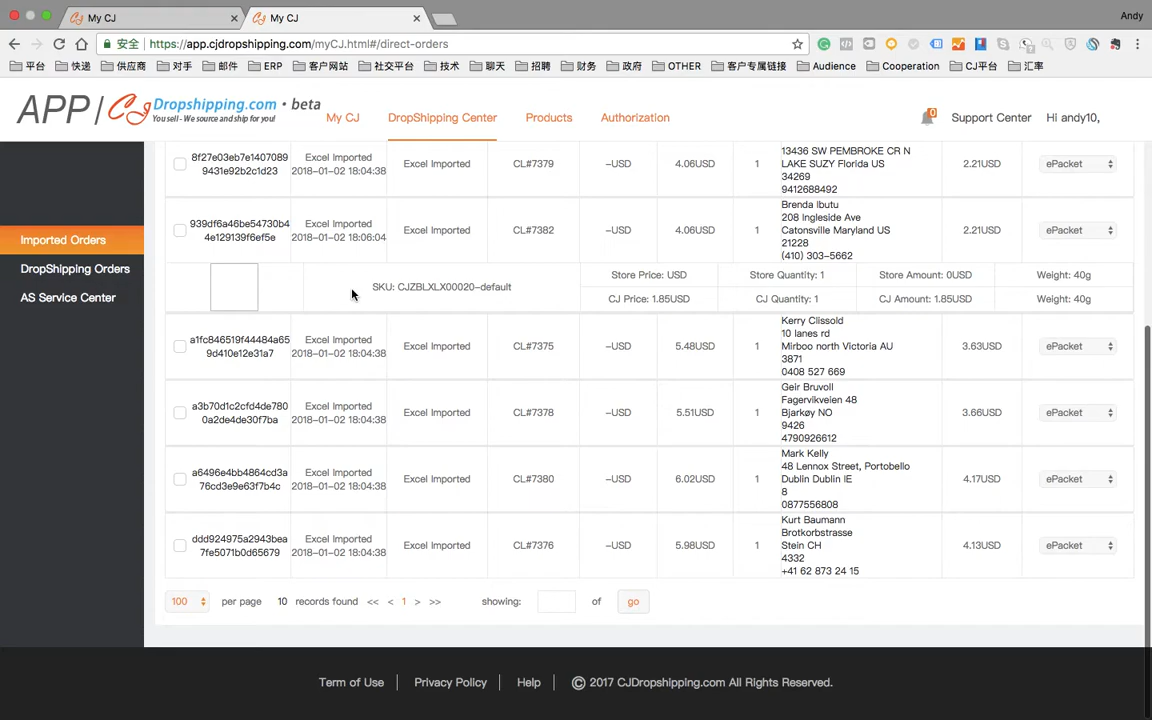 My CJ
My CJ
Andy
安全 https://app.cjdropshipping.com/myCJ.html#/direct-orders
平台 快递 供应商 对手 邮件 ERP 客户网站 社交平台 技术 聊天 招聘 财务 政府 OTHER 客户专属链接 Audience Cooperation CJ平台 汇率
APP / CJ Dropshipping.com • beta
You sell - We source and ship for you!
My CJ DropShipping Center Products Authorization
0 Support Center Hi andy10,
Imported Orders
DropShipping Orders
AS Service Center
8f27e03eb7e1407089
9431e92b2c1d23
Excel Imported
2018-01-02 18:04:38
Excel Imported
CL#7379
-USD
4.06USD
1
13436 SW PEMBROKE CR N
LAKE SUZY Florida US
34269
9412688492
2.21USD
ePacket
939df6a46be54730b4
4e129139f6ef5e
Excel Imported
2018-01-02 18:06:04
Excel Imported
CL#7382
-USD
4.06USD
1
Brenda Ibutu
208 Ingleside Ave
Catonsville Maryland US
21228
(410) 303-5662
2.21USD
ePacket
SKU: CJZBLXLX00020-default
Store Price: USD
Store Quantity: 1
Store Amount: 0USD
Weight: 40g
CJ Price: 1.85USD
CJ Quantity: 1
CJ Amount: 1.85USD
Weight: 40g
a1fc846519f44484a65
9d410e12e31a7
Excel Imported
2018-01-02 18:04:38
Excel Imported
CL#7375
-USD
5.48USD
1
Kerry Clissold
10 lanes rd
Mirboo north Victoria AU
3871
0408 527 669
3.63USD
ePacket
a3b70d1c2cfd4de780
0a2de4de30f7ba
Excel Imported
2018-01-02 18:04:38
Excel Imported
CL#7378
-USD
5.51USD
1
Geir Bruvoll
Fagervikveien 48
Bjarkøy NO
9426
4790926612
3.66USD
ePacket
a6496e4bb4864cd3a
76cd3e9e63f7b4c
Excel Imported
2018-01-02 18:04:38
Excel Imported
CL#7380
-USD
6.02USD
1
Mark Kelly
48 Lennox Street, Portobello
Dublin Dublin IE
8
0877556808
4.17USD
ePacket
ddd924975a2943bea
7fe5071b0d65679
Excel Imported
2018-01-02 18:04:38
Excel Imported
CL#7376
-USD
5.98USD
1
Kurt Baumann
Brotkorbstrasse
Stein CH
4332
+41 62 873 24 15
4.13USD
ePacket
100 per page 10 records found << < 1 > >> showing: of go
Term of Use Privacy Policy Help © 2017 CJDropshipping.com All Rights Reserved.